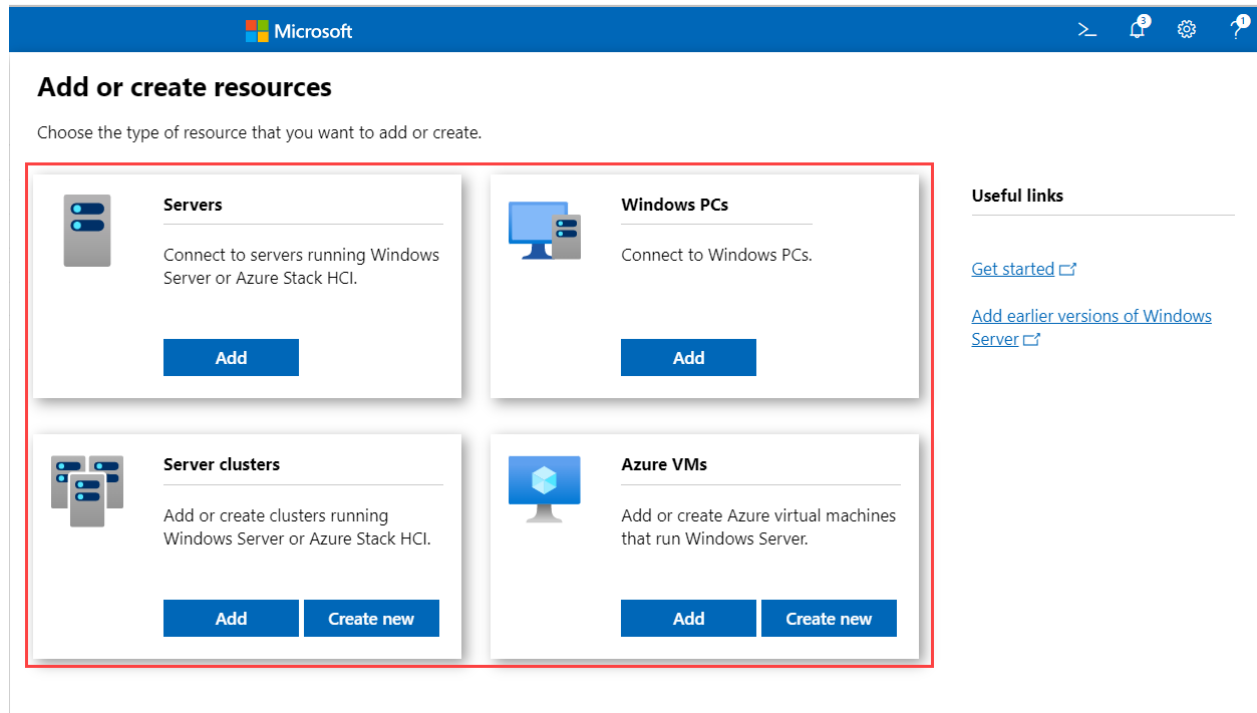 Microsoft
>_
3
?
1
Add or create resources
Choose the type of resource that you want to add or create.
Servers
Connect to servers running Windows
Server or Azure Stack HCI.
Add
Windows PCs
Connect to Windows PCs.
Add
Useful links
Get started
Add earlier versions of Windows
Server
Server clusters
Add or create clusters running
Windows Server or Azure Stack HCI.
Add
Create new
Azure VMs
Add or create Azure virtual machines
that run Windows Server.
Add
Create new